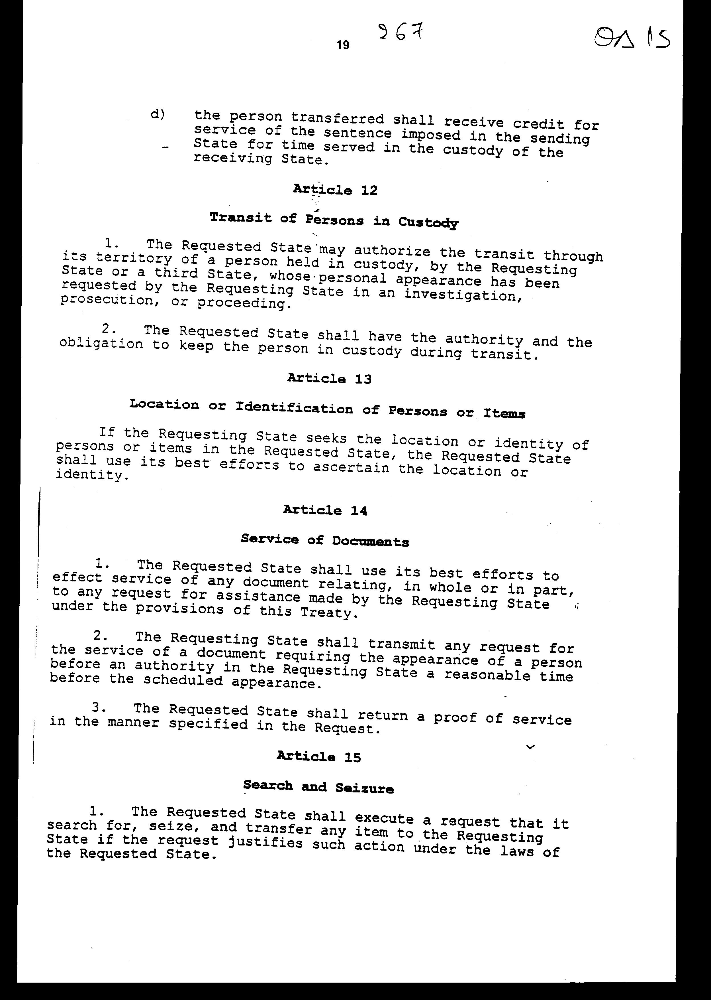 267
19
d) the person transferred shall receive credit for
service of the sentence imposed in the sending
State for time served in the custody of the
receiving State.
Article 12
Transit of Persons in Custody
1. The Requested State may authorize the transit through
its territory of a person held in custody, by the Requesting
State or a third State, whose personal appearance has been
requested by the Requesting State in an investigation,
prosecution, or proceeding.
2. The Requested State shall have the authority and the
obligation to keep the person in custody during transit.
Article 13
Location or Identification of Persons or Items
If the Requesting State seeks the location or identity of
persons or items in the Requested State, the Requested State
shall use its best efforts to ascertain the location or
identity.
Article 14
Service of Documents
1. The Requested State shall use its best efforts to
effect service of any document relating, in whole or in part,
to any request for assistance made by the Requesting State
under the provisions of this Treaty.
2. The Requesting State shall transmit any request for
the service of a document requiring the appearance of a person
before an authority in the Requesting State a reasonable time
before the scheduled appearance.
3. The Requested State shall return a proof of service
in the manner specified in the Request.
Article 15
Search and Seizure
1. The Requested State shall execute a request that it
search for, seize, and transfer any item to the Requesting
State if the request justifies such action under the laws of
the Requested State.